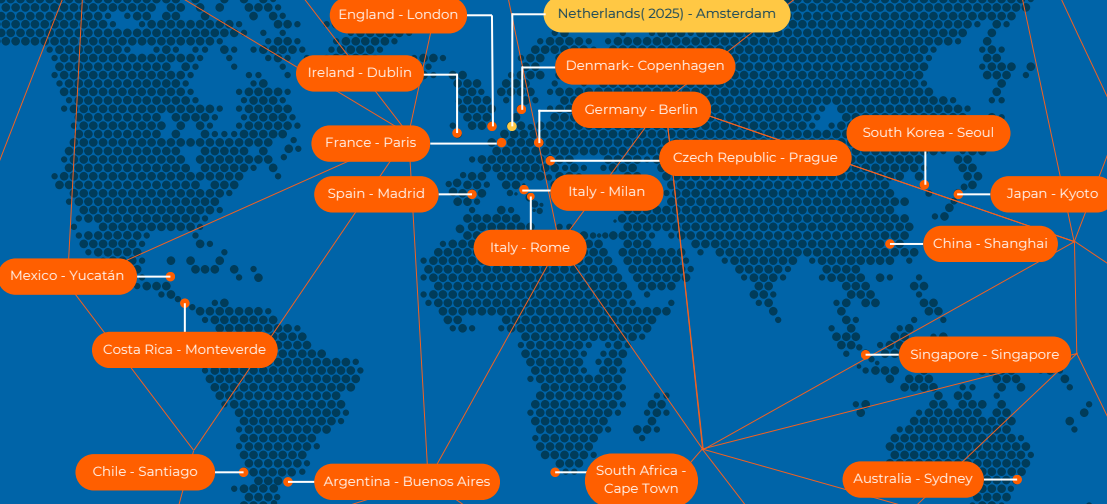 England - London
Netherlands( 2025) - Amsterdam
Ireland - Dublin
Denmark- Copenhagen
Germany - Berlin
France - Paris
South Korea - Seoul
Czech Republic - Prague
Spain - Madrid
Italy - Milan
Japan - Kyoto
Italy - Rome
China - Shanghai
Mexico - Yucatán
Costa Rica - Monteverde
Singapore - Singapore
Chile - Santiago
Argentina - Buenos Aires
South Africa -
Cape Town
Australia - Sydney